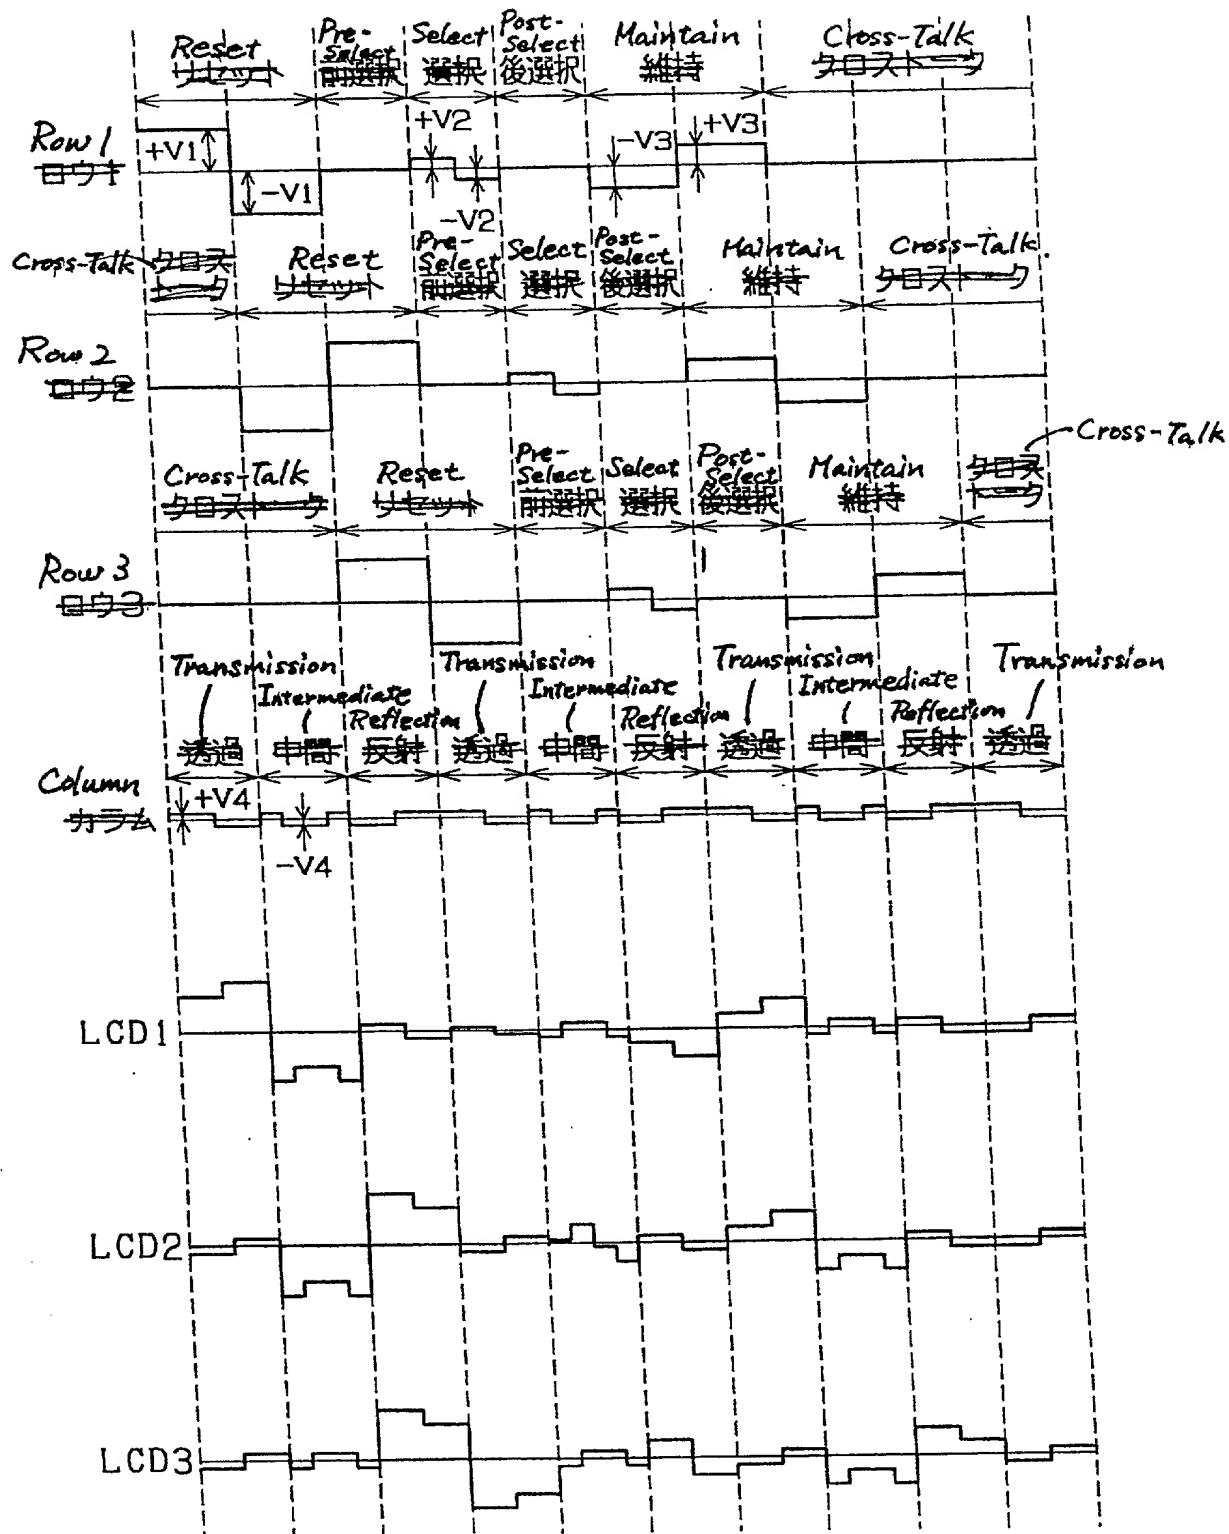 Reset Pre-Select Select Post-Select Maintain Cross-Talk
リセット 前選択 選択 後選択 維持 クロストーク
Row 1 +V1 -V1 +V2 -V2 -V3 +V3
ロウ1
Cross-Talk Reset Pre-Select Select Post-Select Maintain Cross-Talk
クロストーク リセット 前選択 選択 後選択 維持 クロストーク
Row 2
ロウ2
Cross-Talk Reset Pre-Select Select Post-Select Maintain Cross-Talk
クロストーク リセット 前選択 選択 後選択 維持 クロストーク
Row 3
ロウ3
Transmission Intermediate Reflection Transmission Intermediate Reflection Transmission Intermediate Reflection Transmission
透過 中間 反射 透過 中間 反射 透過 中間 反射 透過
Column +V4
カラム
-V4
LCD1
LCD2
LCD3